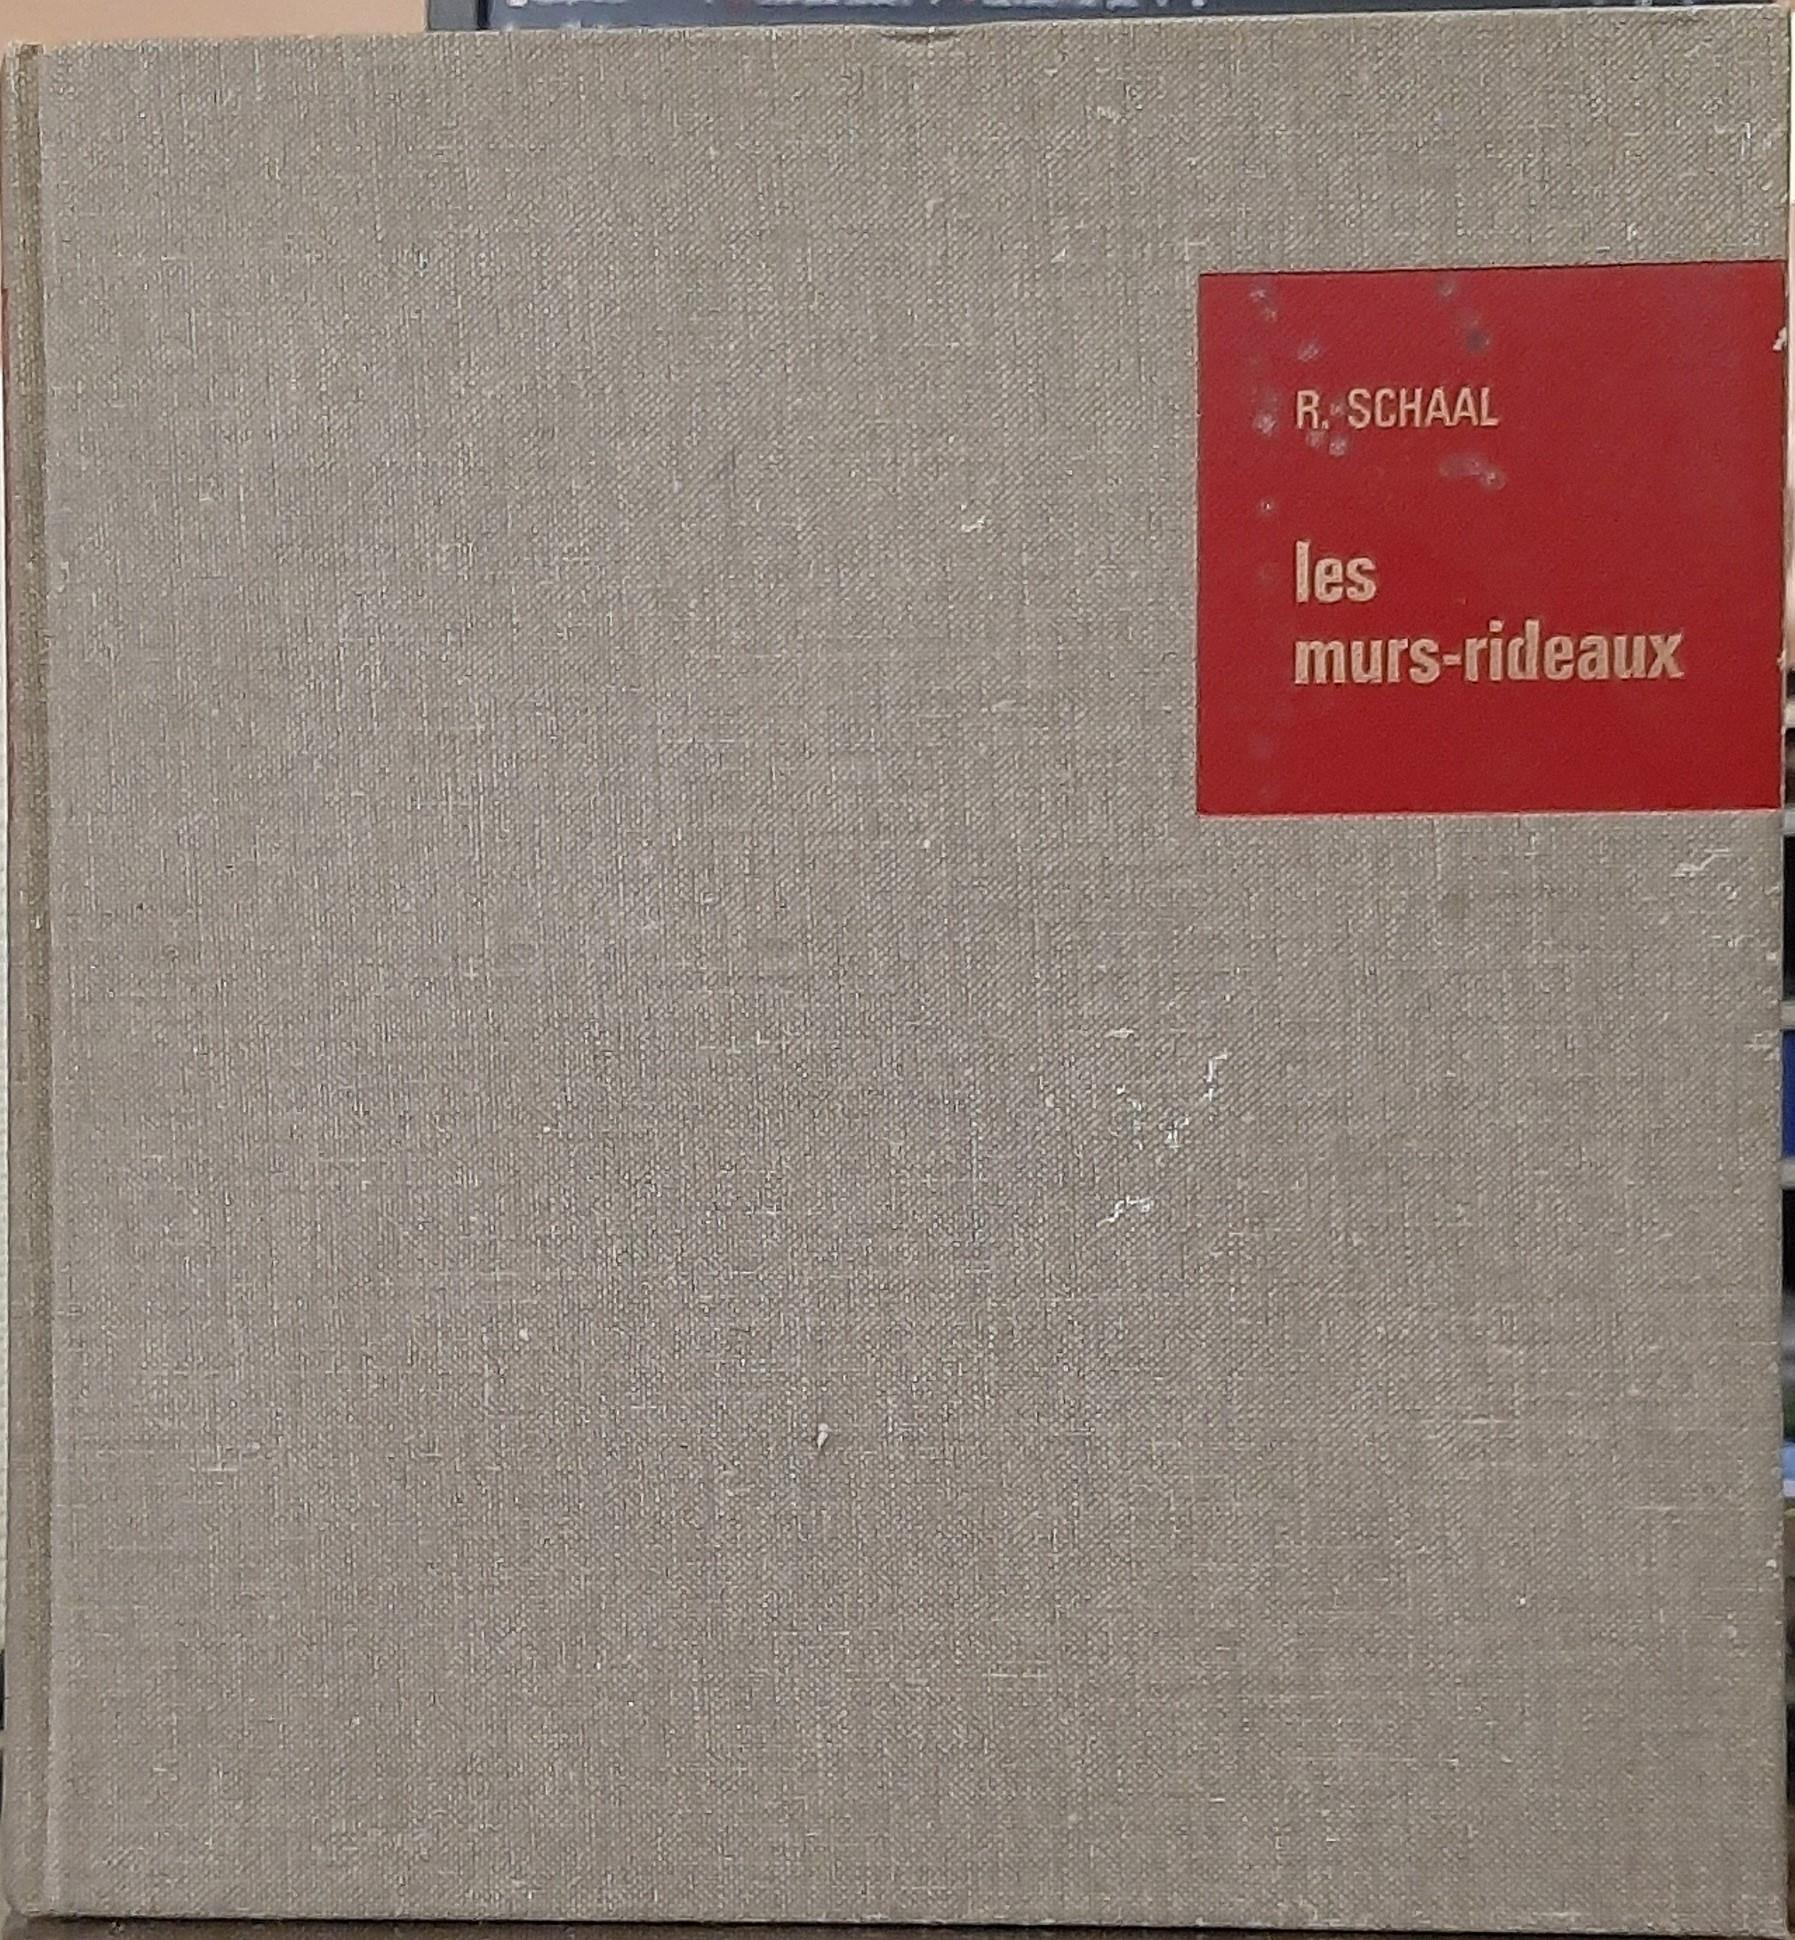 R. SCHAAL
les
murs-rideaux